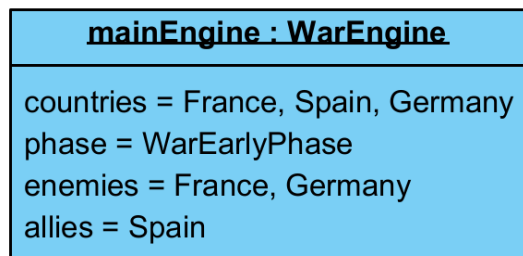 mainEngine : WarEngine
countries = France, Spain, Germany
phase = WarEarlyPhase
enemies = France, Germany
allies = Spain